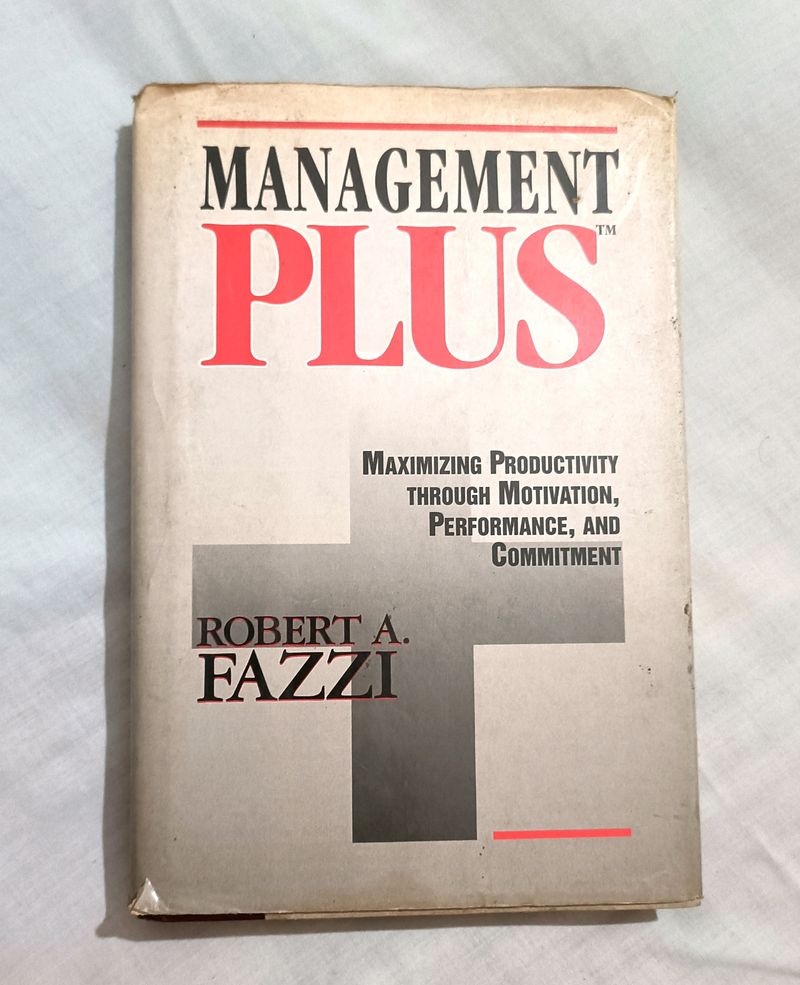 MANAGEMENT
PLUS™
MAXIMIZING PRODUCTIVITY
THROUGH MOTIVATION,
PERFORMANCE, AND
COMMITMENT
ROBERT A.
FAZZI